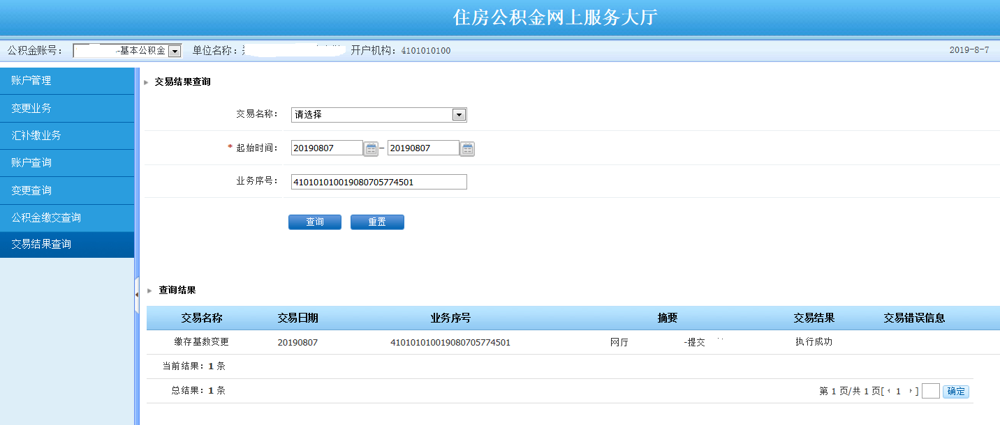 住房公积金网上服务大厅
公积金账号： -基本公积金 单位名称： 开户机构：4101010100 2019-8-7
账户管理
变更业务
汇补缴业务
账户查询
变更查询
公积金缴交查询
交易结果查询
交易结果查询
交易名称： 请选择
* 起始时间： 20190807 – 20190807
业务序号： 410101010019080705774501
查询 重置
查询结果
交易名称 交易日期 业务序号 摘要 交易结果 交易错误信息
缴存基数变更 20190807 410101010019080705774501 网厅 -提交 执行成功
当前结果：1 条
总结果：1 条 第 1 页/共 1 页[ 1 ] 确定